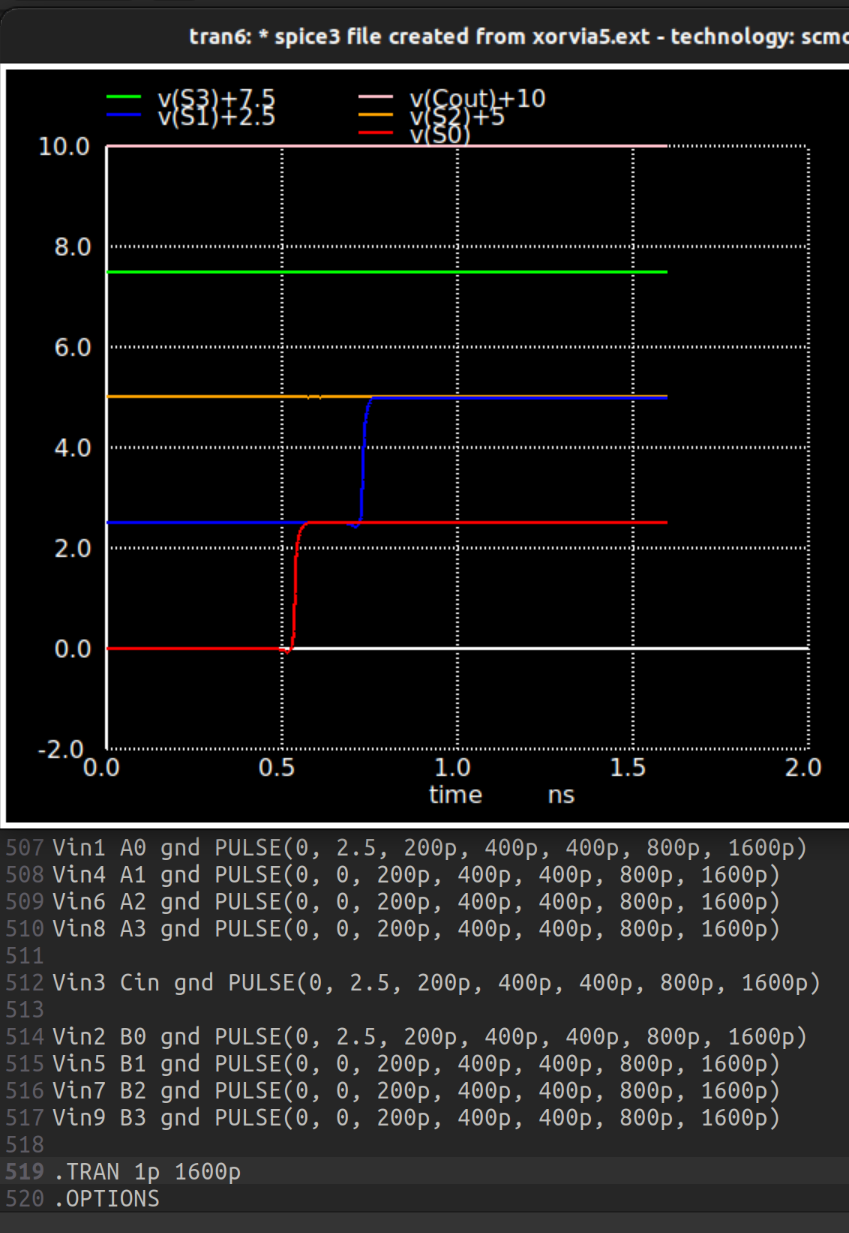 tran6: * spice3 file created from xorvia5.ext - technology: scmo
v(S3)+7.5 v(Cout)+10
v(S1)+2.5 v(S2)+5
v(S0)
10.0
8.0
6.0
4.0
2.0
0.0
-2.0
0.0 0.5 1.0 1.5 2.0
time ns
507 Vin1 A0 gnd PULSE(0, 2.5, 200p, 400p, 400p, 800p, 1600p)
508 Vin4 A1 gnd PULSE(0, 0, 200p, 400p, 400p, 800p, 1600p)
509 Vin6 A2 gnd PULSE(0, 0, 200p, 400p, 400p, 800p, 1600p)
510 Vin8 A3 gnd PULSE(0, 0, 200p, 400p, 400p, 800p, 1600p)
511
512 Vin3 Cin gnd PULSE(0, 2.5, 200p, 400p, 400p, 800p, 1600p)
513
514 Vin2 B0 gnd PULSE(0, 2.5, 200p, 400p, 400p, 800p, 1600p)
515 Vin5 B1 gnd PULSE(0, 0, 200p, 400p, 400p, 800p, 1600p)
516 Vin7 B2 gnd PULSE(0, 0, 200p, 400p, 400p, 800p, 1600p)
517 Vin9 B3 gnd PULSE(0, 0, 200p, 400p, 400p, 800p, 1600p)
518
519 .TRAN 1p 1600p
520 .OPTIONS